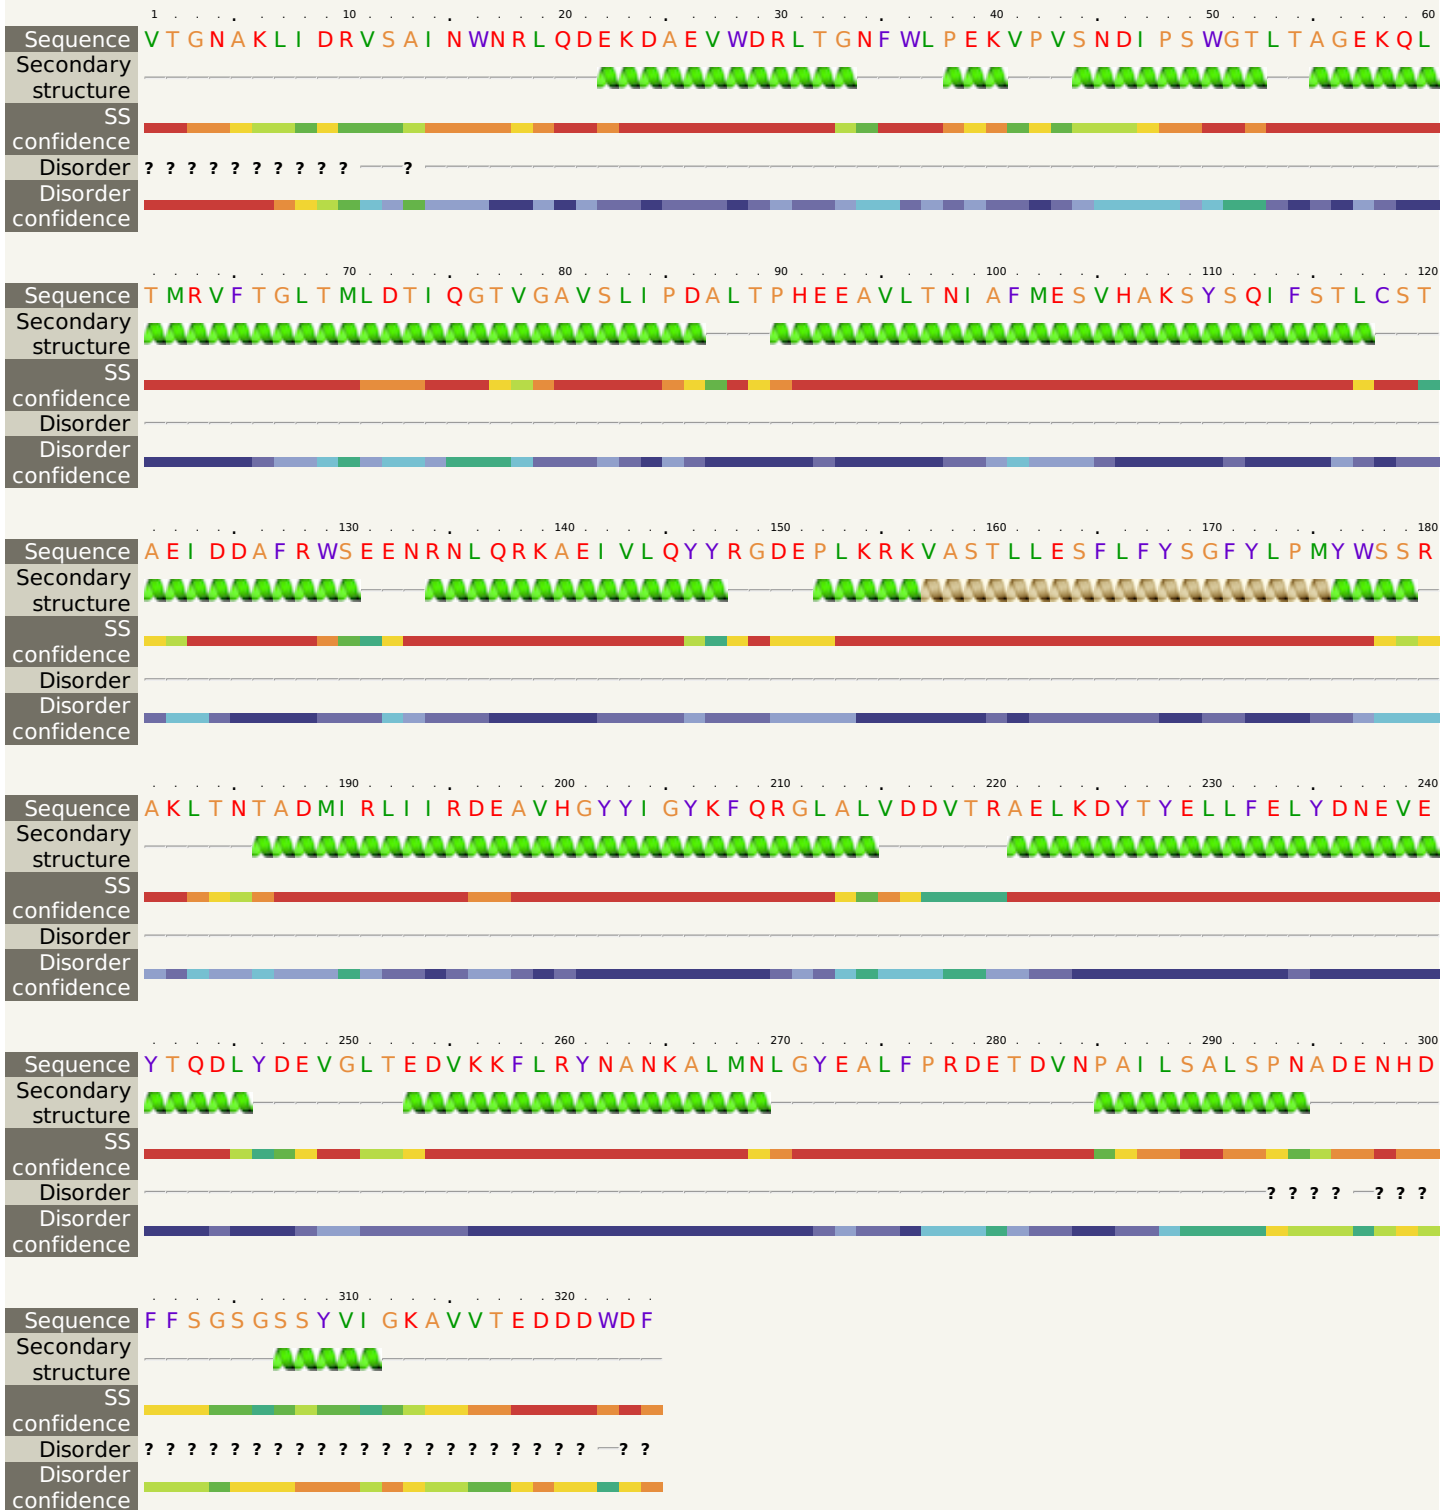 1 10 20 30 40 50 60
Sequence VTGNAKLIDRVSAINWNRLQDEKDAEVWDRLTGNFWLPEKVPVSNDIPSWGTLTAGEKQL
Secondary
structure
SS
confidence
Disorder ? ? ? ? ? ? ? ? ? ? ?
Disorder
confidence
70 80 90 100 110 120
Sequence TMRVFTGLTMLDTIQGTVGAVSLIPDALTPHEEAVLTNIAFMESVHAKSYSQIFSTLCST
Secondary
structure
SS
confidence
Disorder
Disorder
confidence
130 140 150 160 170 180
Sequence AEIDDAFRWSEENRNLQRKAEIVLQYYRGDEPLKRKVASTLLESFLFYSGFYLPMYWSSR
Secondary
structure
SS
confidence
Disorder
Disorder
confidence
190 200 210 220 230 240
Sequence AKLTNTADMIRLIIRDEAVHGYYIGYKFQRGLALVDDVTRAELKDYTYELLFELYDNEVE
Secondary
structure
SS
confidence
Disorder
Disorder
confidence
250 260 270 280 290 300
Sequence YTQDLYDEVGLTEDVKKFLRYNANKALMNLGYEALFPRDETDVNPAILSALSPNADENHD
Secondary
structure
SS
confidence
Disorder ? ? ? ? ? ? ?
Disorder
confidence
310 320
Sequence FFSGSGSSYVIGKAVVTEDDDWDF
Secondary
structure
SS
confidence
Disorder ? ? ? ? ? ? ? ? ? ? ? ? ? ? ? ? ? ? ? ? ? ? ?
Disorder
confidence